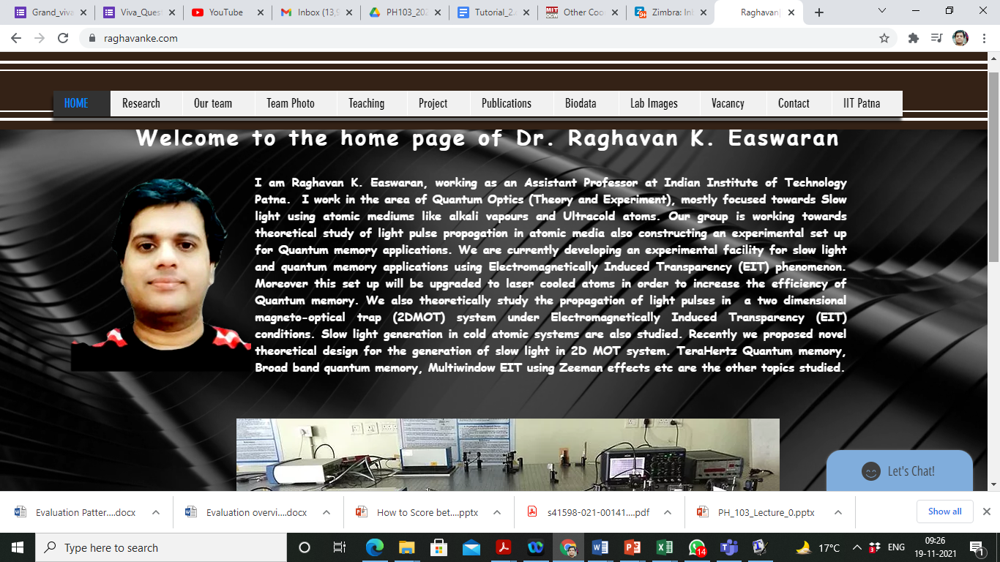 Grand_viva
Viva_Ques
YouTube
Inbox (13,9
PH103_202
Tutorial_2.
Other Coo
Zimbra: In
Raghavan|
raghavanke.com
HOME
Research
Our team
Team Photo
Teaching
Project
Publications
Biodata
Lab Images
Vacancy
Contact
IIT Patna
Welcome to the home page of Dr. Raghavan K. Easwaran
I am Raghavan K. Easwaran, working as an Assistant Professor at Indian Institute of Technology
Patna. I work in the area of Quantum Optics (Theory and Experiment), mostly focused towards Slow
light using atomic mediums like alkali vapours and Ultracold atoms. Our group is working towards
theoretical study of light pulse propogation in atomic media also constructing an experimental set up
for Quantum memory applications. We are currently developing an experimental facility for slow light
and quantum memory applications using Electromagnetically Induced Transparency (EIT) phenomenon.
Moreover this set up will be upgraded to laser cooled atoms in order to increase the efficiency of
Quantum memory. We also theoretically study the propagation of light pulses in a two dimensional
magneto-optical trap (2DMOT) system under Electromagnetically Induced Transparency (EIT)
conditions. Slow light generation in cold atomic systems are also studied. Recently we proposed novel
theoretical design for the generation of slow light in 2D MOT system. TeraHertz Quantum memory,
Broad band quantum memory, Multiwindow EIT using Zeeman effects etc are the other topics studied.
Let's Chat!
Evaluation Patter....docx
Evaluation overvi....docx
How to Score bet....pptx
s41598-021-00141....pdf
PH_103_Lecture_0.pptx
Show all
Type here to search
14
17°C
3
ENG
09:26
19-11-2021
1